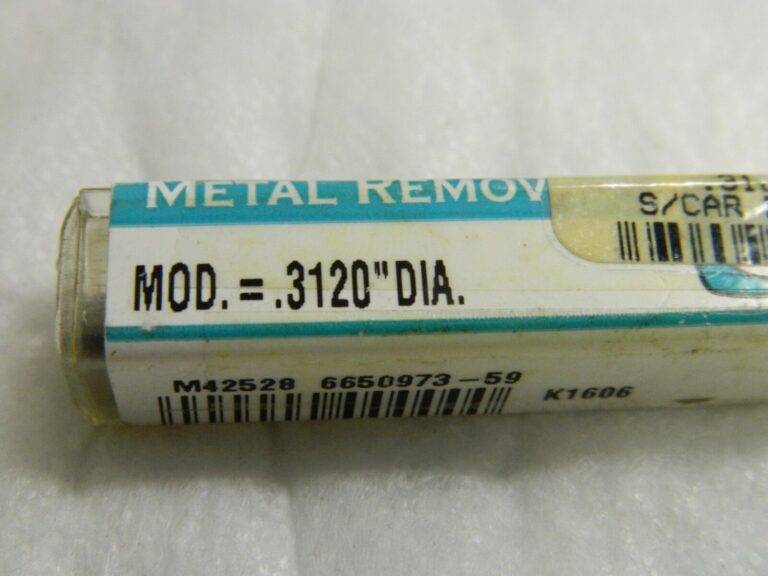 METAL REMOV
S/CAR
MOD. = .3120" DIA.
M42528 6650973-59
K1606